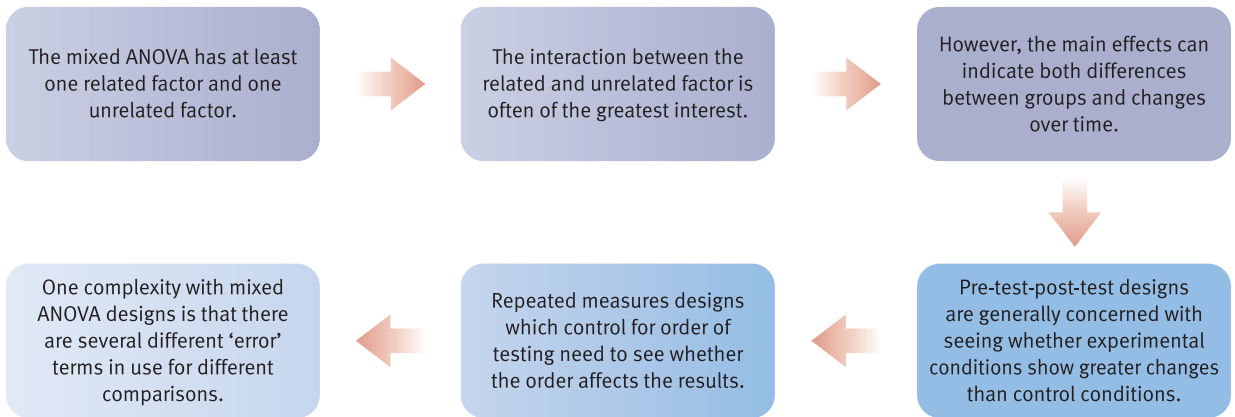 The mixed ANOVA has at least
one related factor and one
unrelated factor.
The interaction between the
related and unrelated factor is
often of the greatest interest.
However, the main effects can
indicate both differences
between groups and changes
over time.
Pre-test-post-test designs
are generally concerned with
seeing whether experimental
conditions show greater changes
than control conditions.
Repeated measures designs
which control for order of
testing need to see whether
the order affects the results.
One complexity with mixed
ANOVA designs is that there
are several different ‘error’
terms in use for different
comparisons.